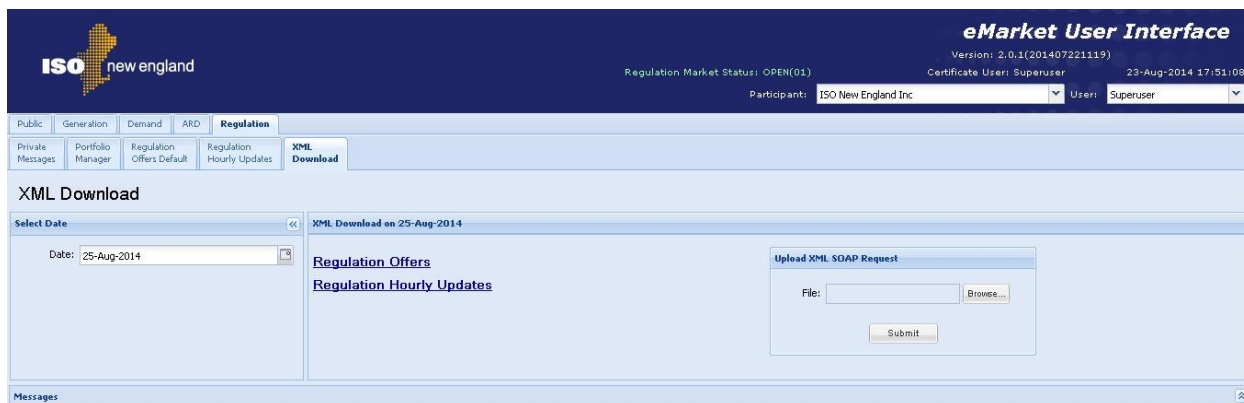 eMarket User Interface
ISO new england
Version: 2.0.1(201407221119)
Regulation Market Status: OPEN(01) Certificate User: Superuser 23-Aug-2014 17:51:08
Participant: ISO New England Inc User: Superuser
Public Generation Demand ARD Regulation
Private Messages Portfolio Manager Regulation Offers Default Regulation Hourly Updates XML Download
XML Download
Select Date
Date: 25-Aug-2014
XML Download on 25-Aug-2014
Regulation Offers
Regulation Hourly Updates
Upload XML SOAP Request
File: Browse...
Submit
Messages